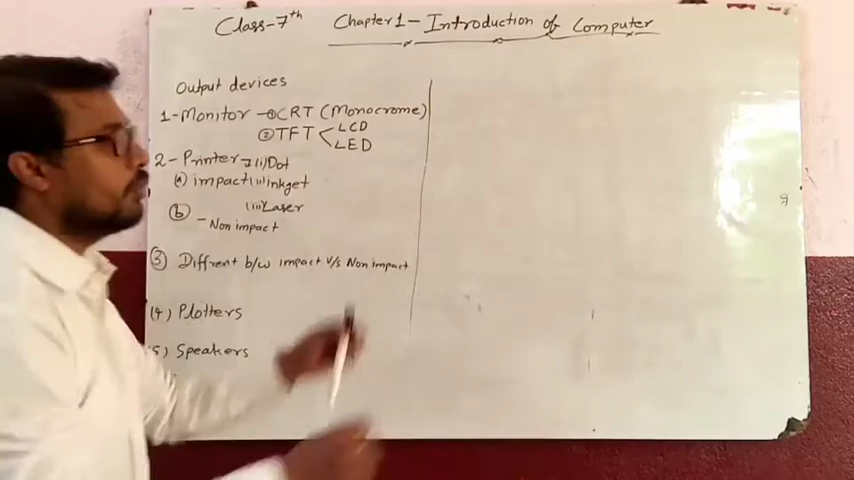 Class-7th Chapter 1 - Introduction of Computer
Output devices
1-Monitor - ① CRT (Monocrome)
② TFT < LCD
LED
2-Printer → (i) Dot
(a) impact (ii) inkget
(iii) Laser
(b) - Non impact
(3) Diffrent b/w impact v/s Non impact
(4) Plotters
(5) Speakers